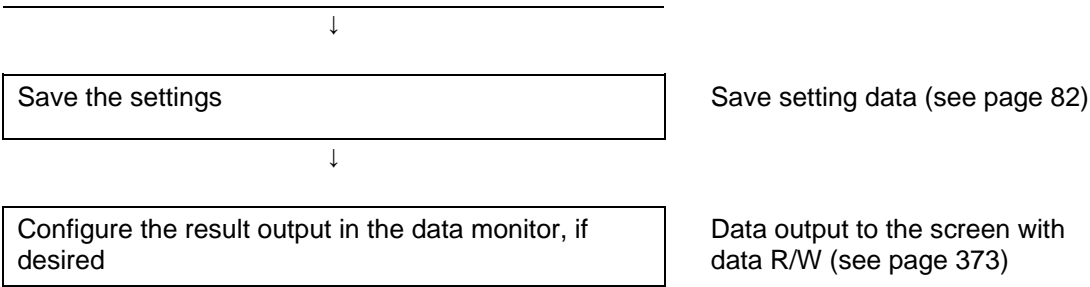 ↓
Save the settings
Save setting data (see page 82)
↓
Configure the result output in the data monitor, if
desired
Data output to the screen with
data R/W (see page 373)